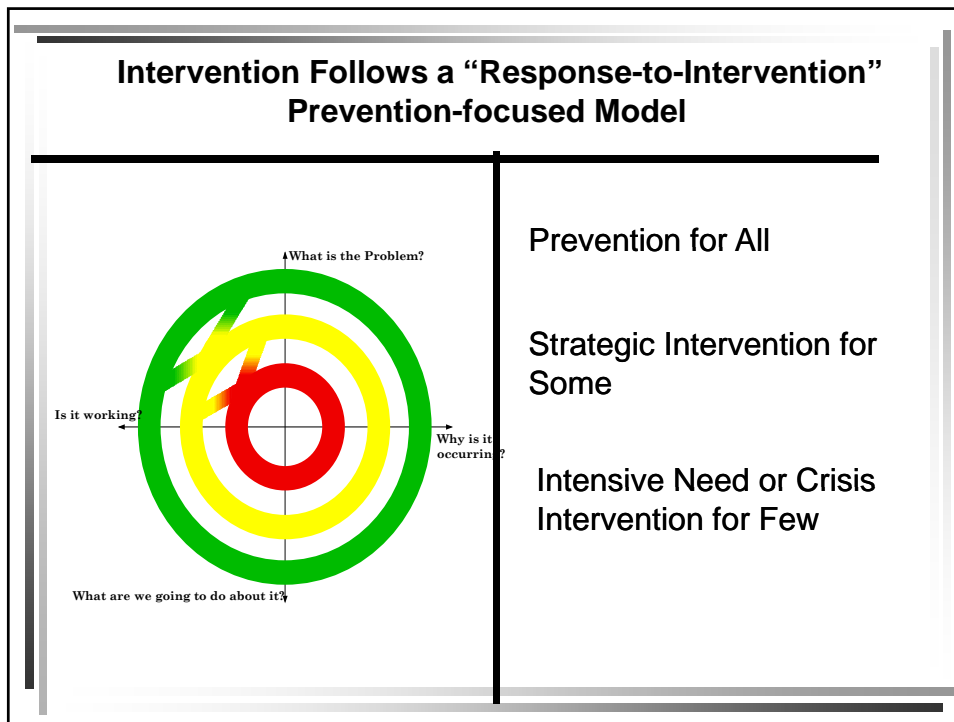 Intervention Follows a “Response-to-Intervention”
Prevention-focused Model
What is the Problem?
Is it working?
Why is it
occurring?
What are we going to do about it?
Prevention for All
Strategic Intervention for
Some
Intensive Need or Crisis
Intervention for Few